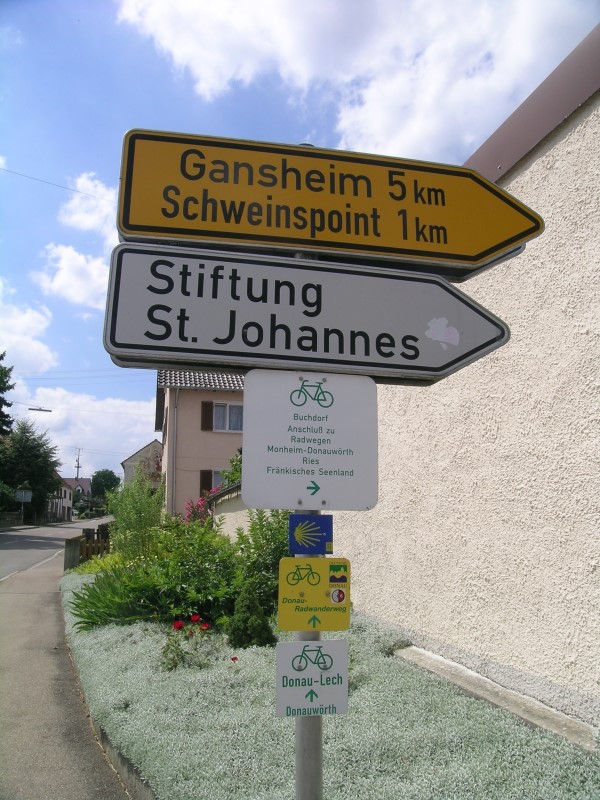 Gansheim 5 km
Schweinspoint 1 km
Stiftung
St. Johannes
Buchdorf
Anschluß zu
Radwegen
Monheim-Donauwörth
Ries
Fränkisches Seenland
DONAU
Donau-
Radwanderweg
Donau-Lech
Donauwörth